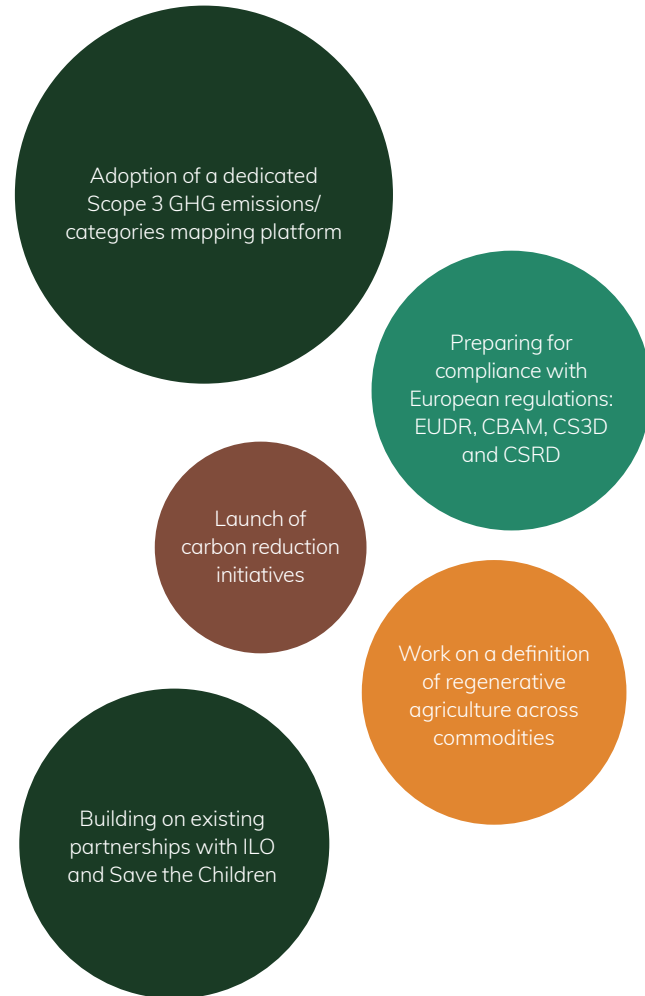 Adoption of a dedicated
Scope 3 GHG emissions/
categories mapping platform
Preparing for
compliance with
European regulations:
EUDR, CBAM, CS3D
and CSRD
Launch of
carbon reduction
initiatives
Work on a definition
of regenerative
agriculture across
commodities
Building on existing
partnerships with ILO
and Save the Children